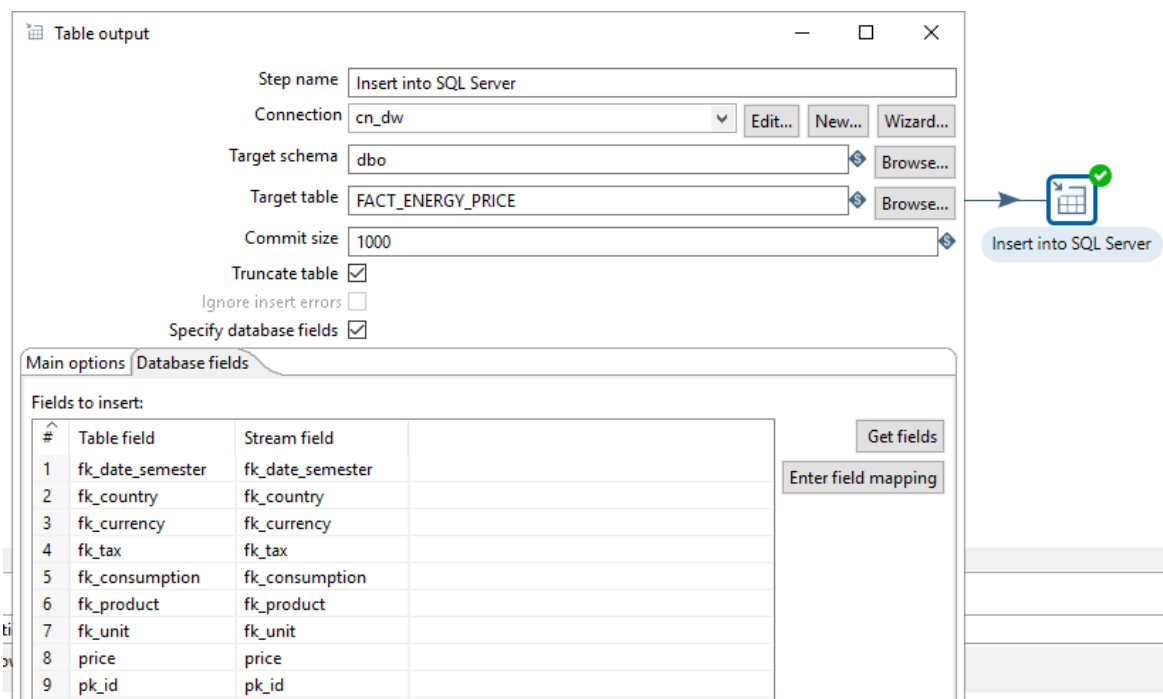 Table output
Step name Insert into SQL Server
Connection cn_dw Edit... New... Wizard...
Target schema dbo Browse...
Target table FACT_ENERGY_PRICE Browse...
Commit size 1000
Truncate table
Ignore insert errors
Specify database fields
Main options Database fields
Fields to insert:
# Table field Stream field
1 fk_date_semester fk_date_semester
2 fk_country fk_country
3 fk_currency fk_currency
4 fk_tax fk_tax
5 fk_consumption fk_consumption
6 fk_product fk_product
7 fk_unit fk_unit
8 price price
9 pk_id pk_id
Get fields
Enter field mapping
Insert into SQL Server